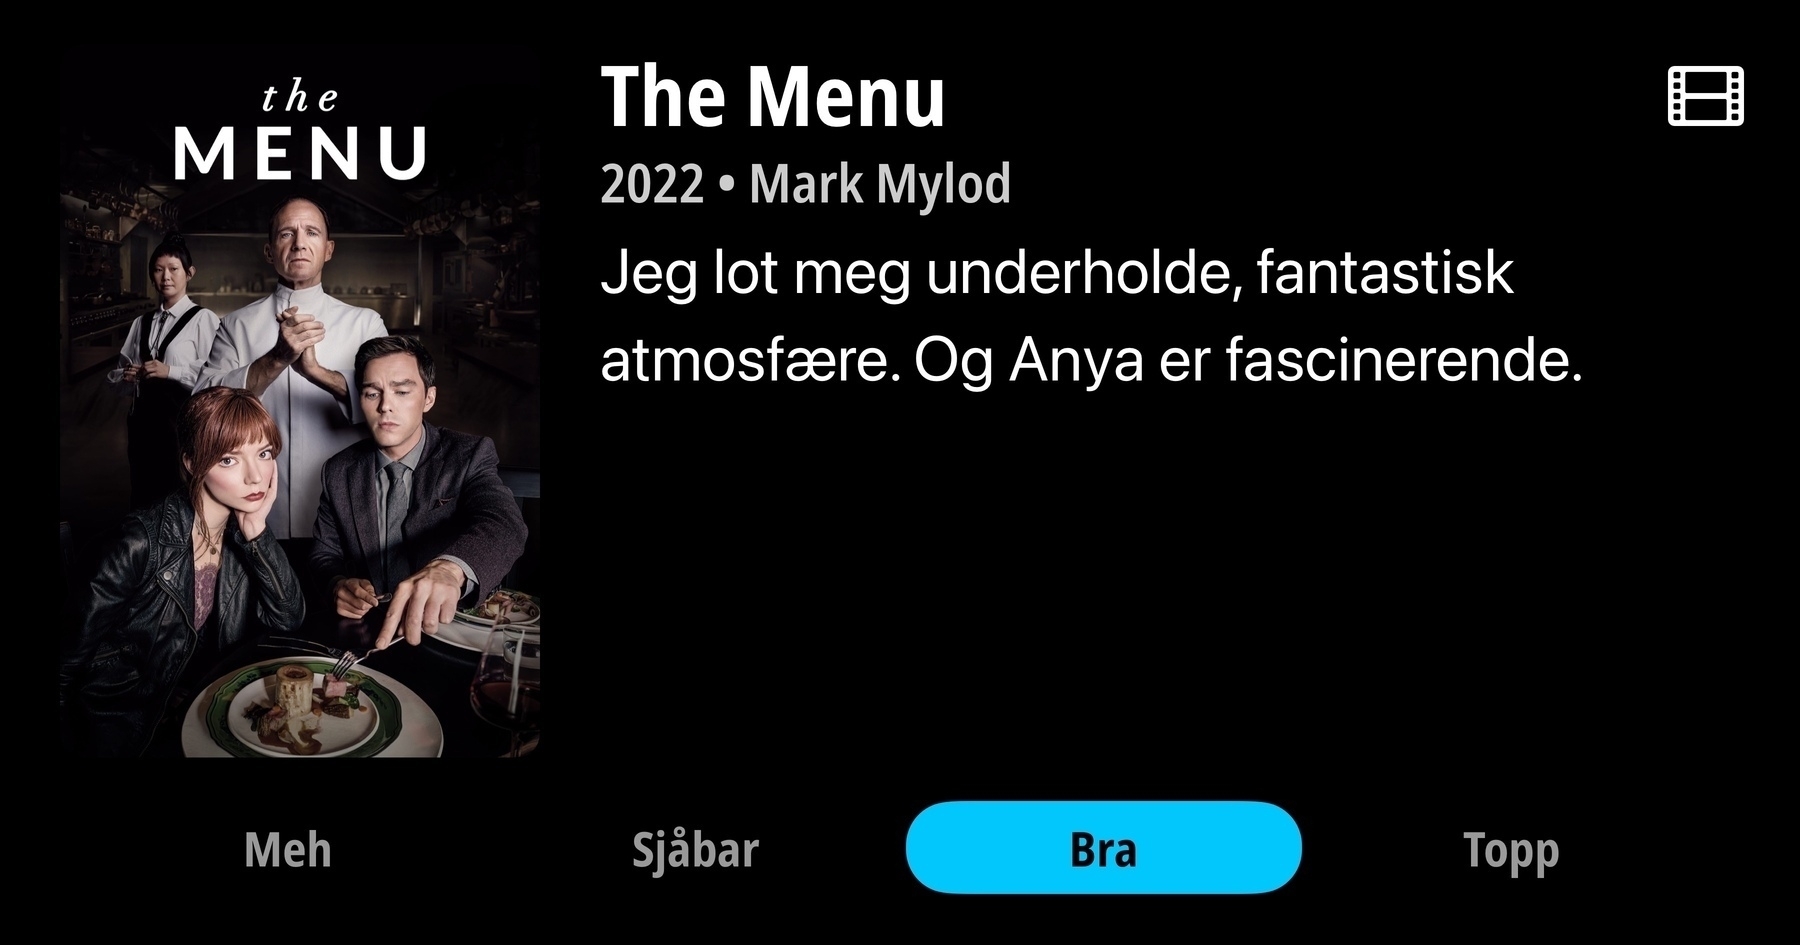 the
MENU
The Menu
2022 • Mark Mylod
Jeg lot meg underholde, fantastisk
atmosfære. Og Anya er fascinerende.
Meh
Sjåbar
Bra
Topp